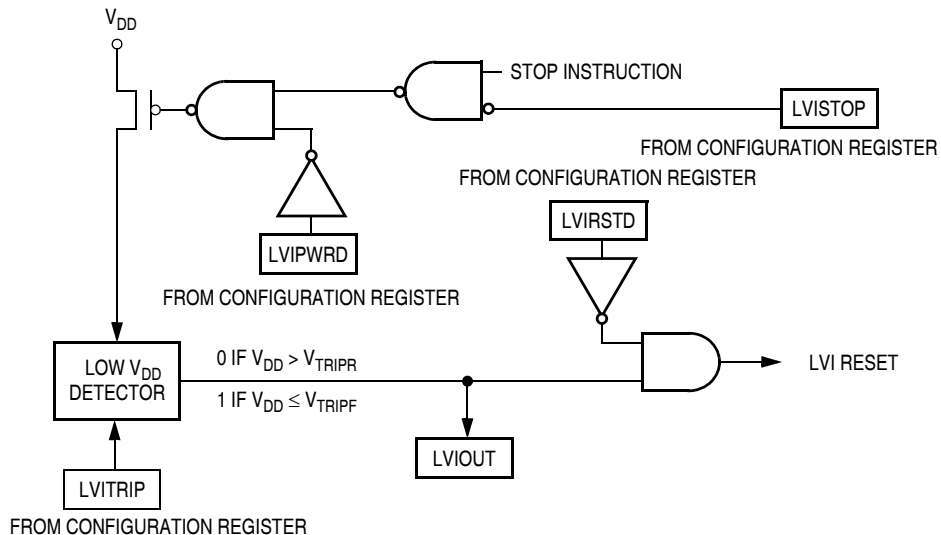 V_DD
STOP INSTRUCTION
LVISTOP
FROM CONFIGURATION REGISTER
FROM CONFIGURATION REGISTER
LVIRSTD
LVIPWRD
FROM CONFIGURATION REGISTER
LOW V_DD
DETECTOR
0 IF V_DD > V_TRIPR
1 IF V_DD ≤ V_TRIPF
LVI RESET
LVIOUT
LVITRIP
FROM CONFIGURATION REGISTER